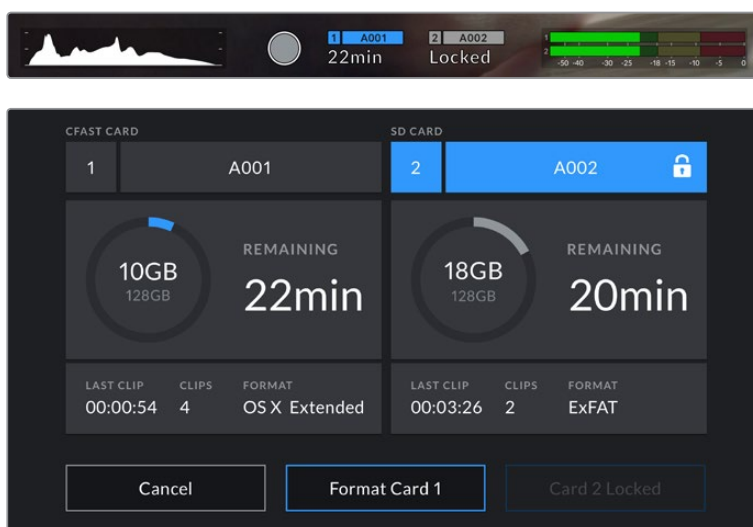 1 A001
22min
2 A002
Locked
1
2
-50 -40 -30 -25 -18 -15 -10 -5 0
CFAST CARD
1 A001
SD CARD
2 A002
10GB
128GB
REMAINING
22min
18GB
128GB
REMAINING
20min
LAST CLIP CLIPS FORMAT
00:00:54 4 OS X Extended
LAST CLIP CLIPS FORMAT
00:03:26 2 ExFAT
Cancel
Format Card 1
Card 2 Locked